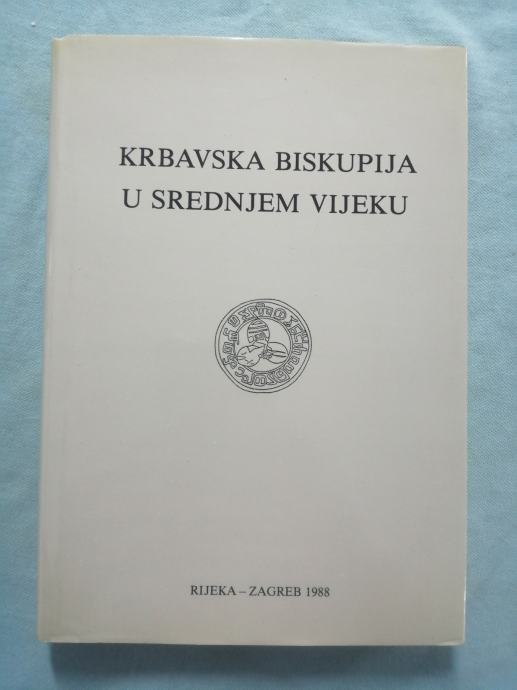 KRBAVSKA BISKUPIJA
U SREDNJEM VIJEKU
RIJEKA – ZAGREB 1988